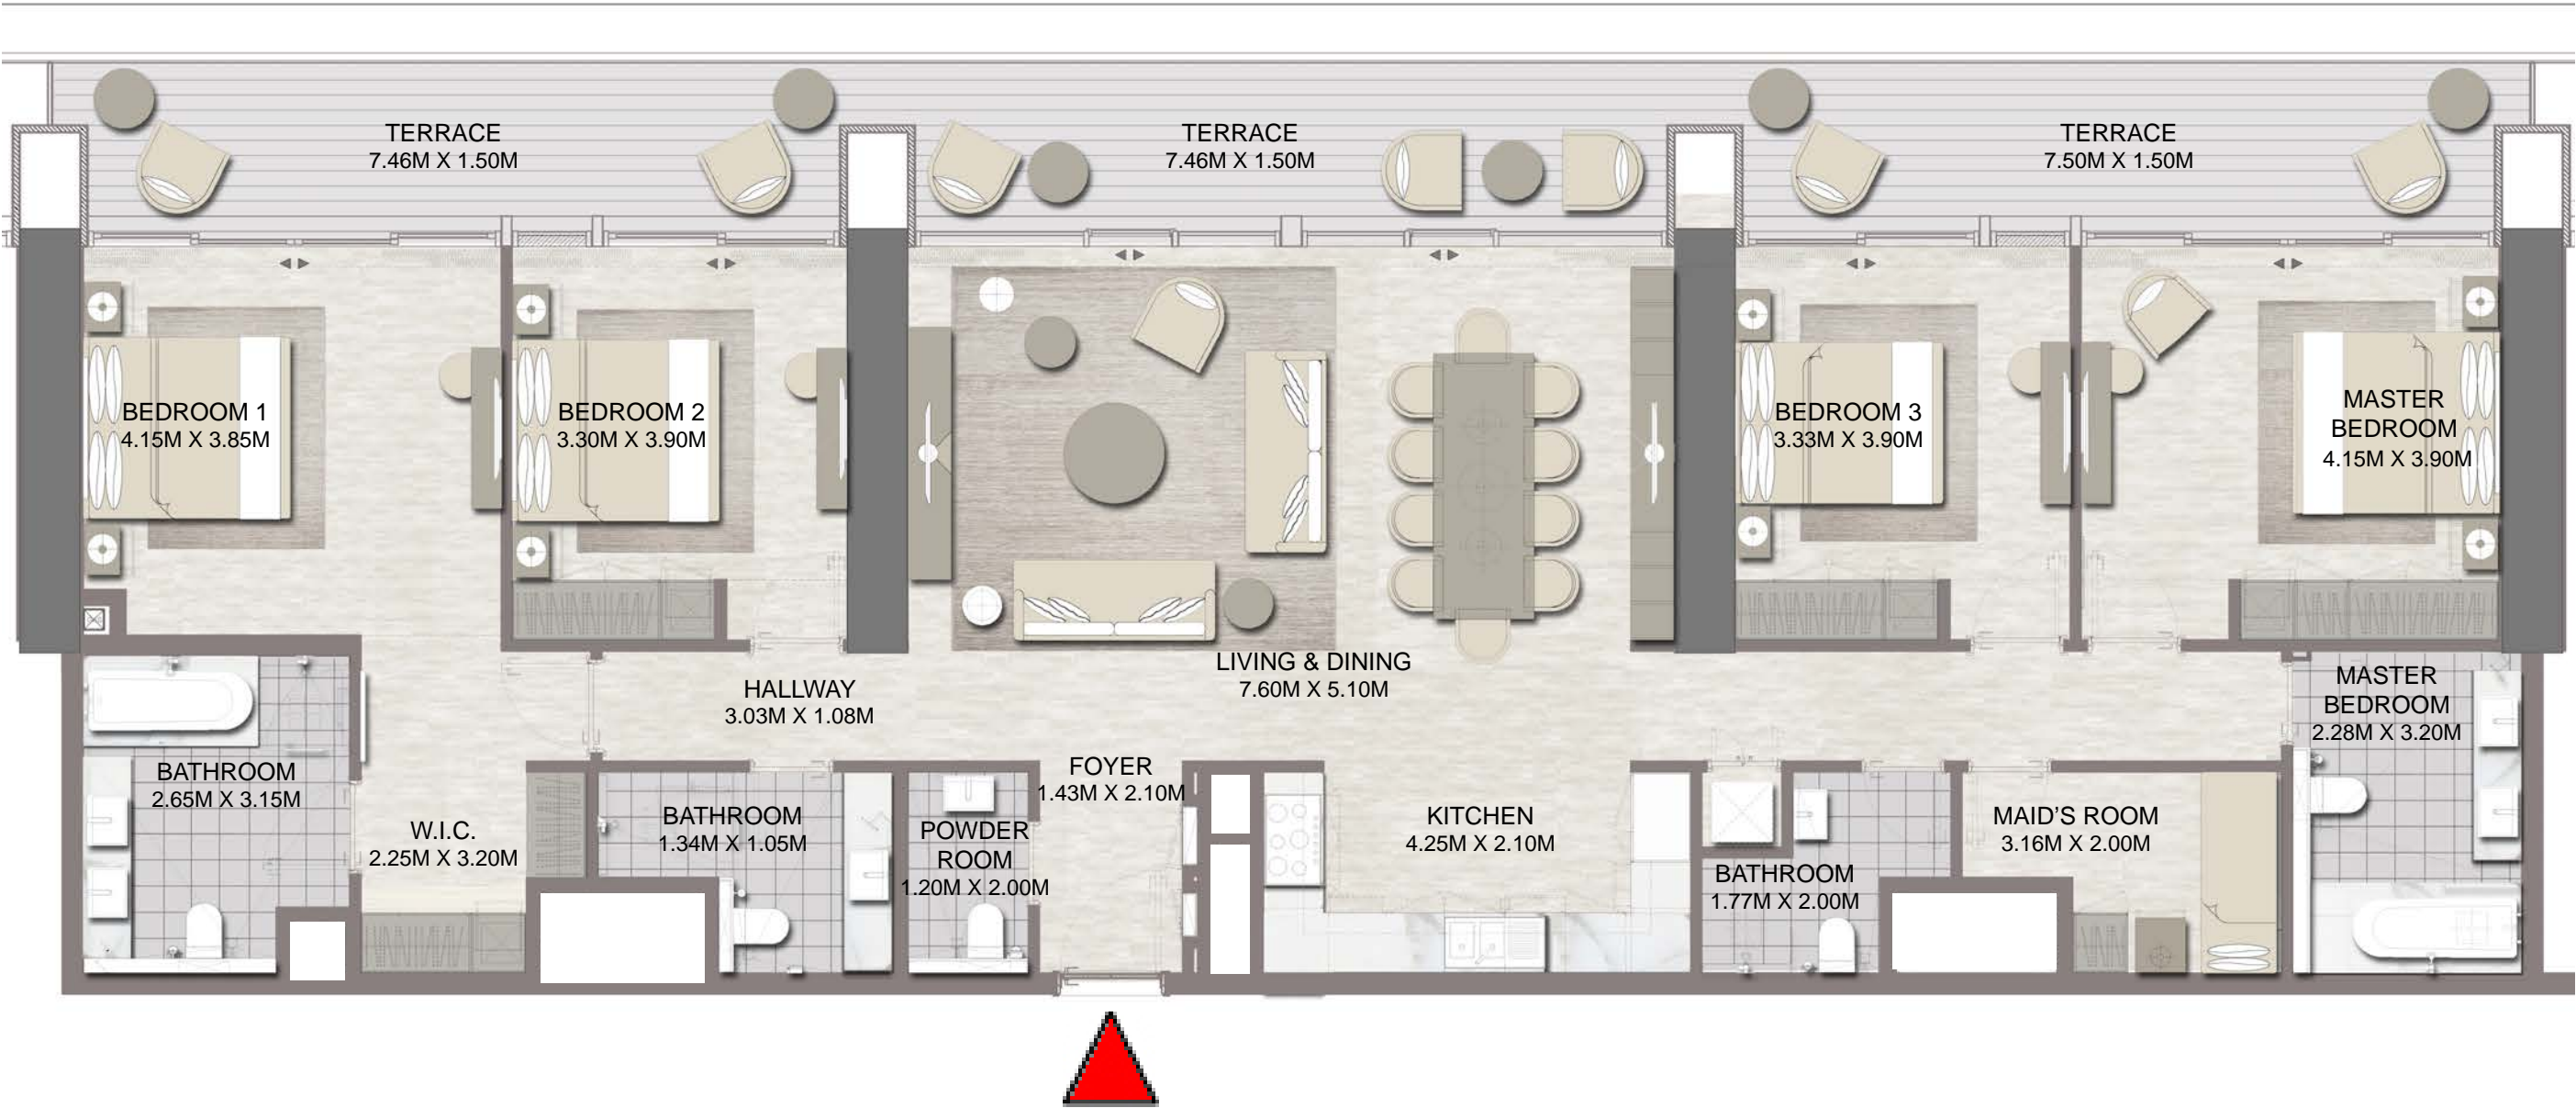 TERRACE
7.46M X 1.50M
TERRACE
7.46M X 1.50M
TERRACE
7.50M X 1.50M
BEDROOM 1
4.15M X 3.85M
BEDROOM 2
3.30M X 3.90M
BEDROOM 3
3.33M X 3.90M
MASTER
BEDROOM
4.15M X 3.90M
LIVING & DINING
7.60M X 5.10M
HALLWAY
3.03M X 1.08M
MASTER
BEDROOM
2.28M X 3.20M
BATHROOM
2.65M X 3.15M
W.I.C.
2.25M X 3.20M
BATHROOM
1.34M X 1.05M
POWDER
ROOM
1.20M X 2.00M
FOYER
1.43M X 2.10M
KITCHEN
4.25M X 2.10M
BATHROOM
1.77M X 2.00M
MAID'S ROOM
3.16M X 2.00M